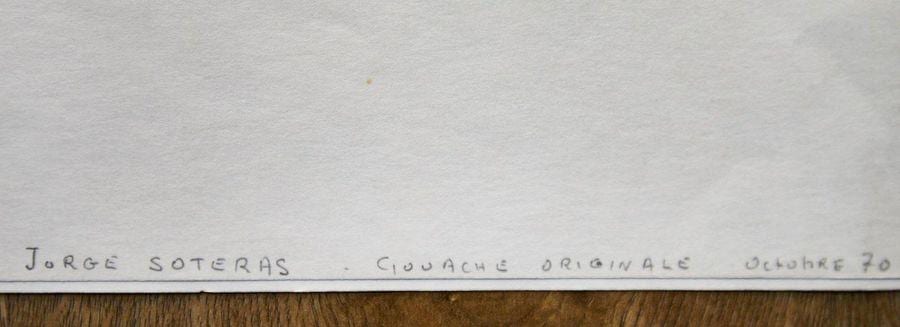 JORGE SOTERAS . GOUACHE ORIGINALE OCTOBRE 70